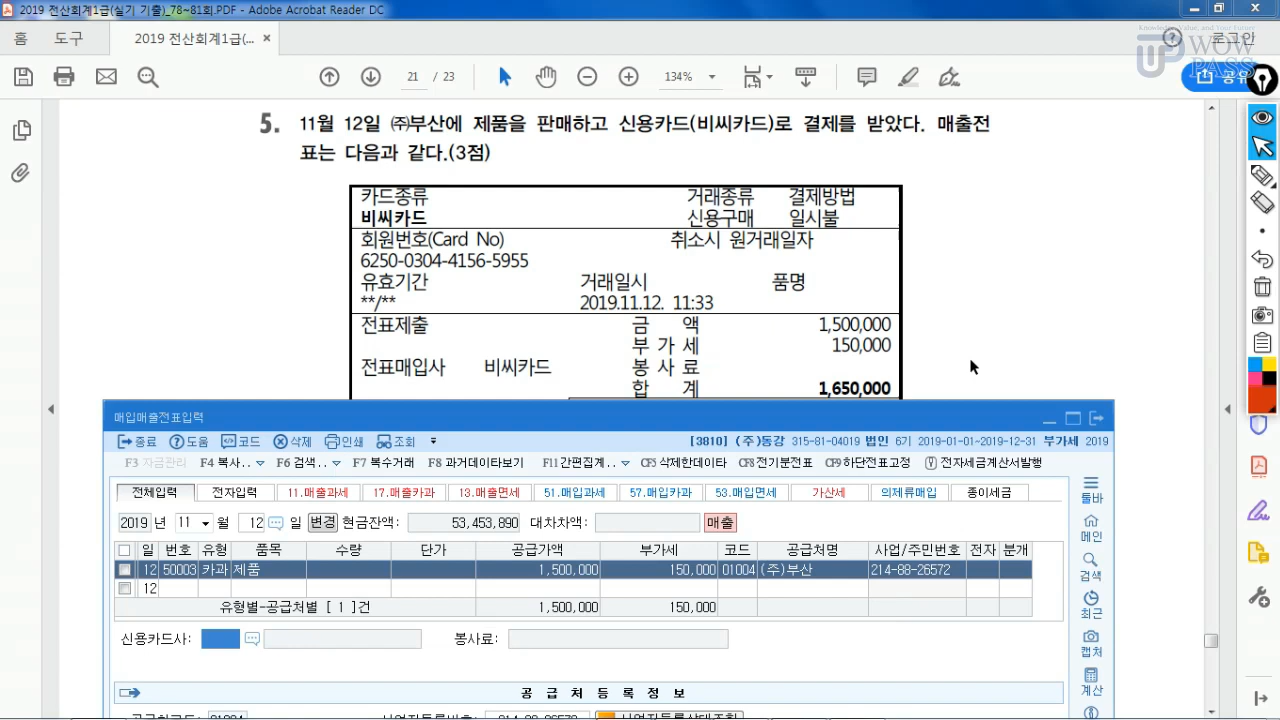 2019 전산회계1급(실기 기출)_78~81회.PDF - Adobe Acrobat Reader DC
홈 도구 2019 전산회계1급(... × 로그인
Knowledge, Value, and Your Future
UP WOW PASS
21 / 23 134% 공유
5. 11월 12일 ㈜부산에 제품을 판매하고 신용카드(비씨카드)로 결제를 받았다. 매출전
표는 다음과 같다.(3점)
카드종류 거래종류 결제방법
비씨카드 신용구매 일시불
회원번호(Card No) 취소시 원거래일자
6250-0304-4156-5955
유효기간 거래일시 품명
**/** 2019.11.12. 11:33
전표제출 금 액 1,500,000
부 가 세 150,000
전표매입사 비씨카드 봉 사 료
합 계 1,650,000
매입매출전표입력
종료 도움 코드 삭제 인쇄 조회 [3810] (주)동강 315-81-04019 법인 6기 2019-01-01~2019-12-31 부가세 2019
F3 자금관리 F4 복사.. F6 검색.. F7 복수거래 F8 과거데이타보기 F11간편집계.. CF5 삭제한데이타 CF8 전기분전표 CF9하단전표고정 전자세금계산서발행
전체입력 전자입력 11.매출과세 17.매출카과 13.매출면세 51.매입과세 57.매입카과 53.매입면세 가산세 의제류매입 종이세금
툴바
2019 년 11 월 12 일 변경 현금잔액: 53,453,890 대차차액: 매출
메인
일 번호 유형 품목 수량 단가 공급가액 부가세 코드 공급처명 사업/주민번호 전자 분개
12 50003 카과 제품 1,500,000 150,000 01004 (주)부산 214-88-26572
검색
12
유형별-공급처별 [ 1 ]건 1,500,000 150,000
최근
신용카드사: 봉사료:
캡처
공 급 처 등 록 정 보
계산